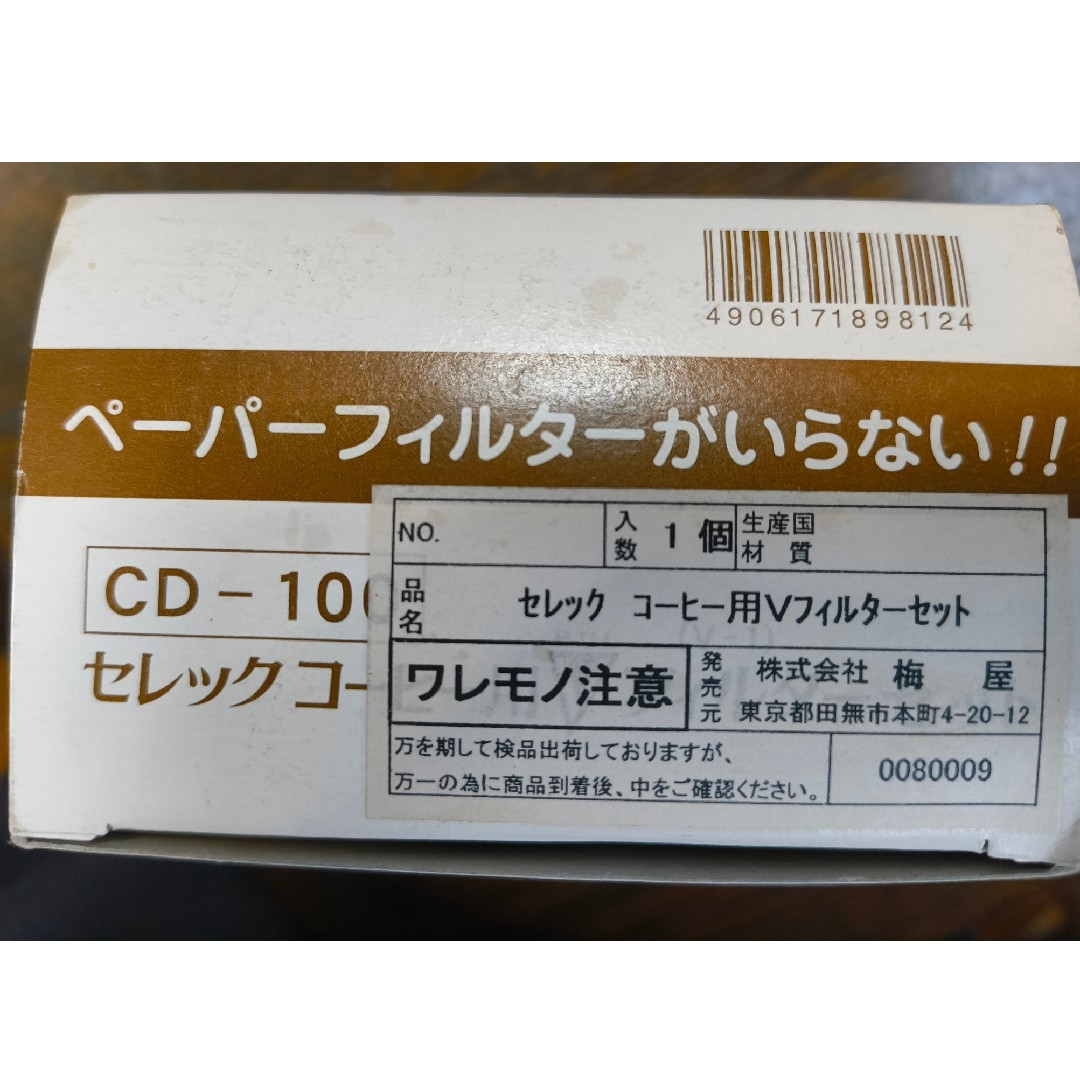 4906171898124
ペーパーフィルターがいらない!!
CD-100
セレックコー
NO.
入数 1個
生産国
材質
品名 セレック コーヒー用Vフィルターセット
ワレモノ注意
発売元 株式会社 梅屋
東京都田無市本町4-20-12
万を期して検品出荷しておりますが、
万一の為に商品到着後、中をご確認ください。
0080009